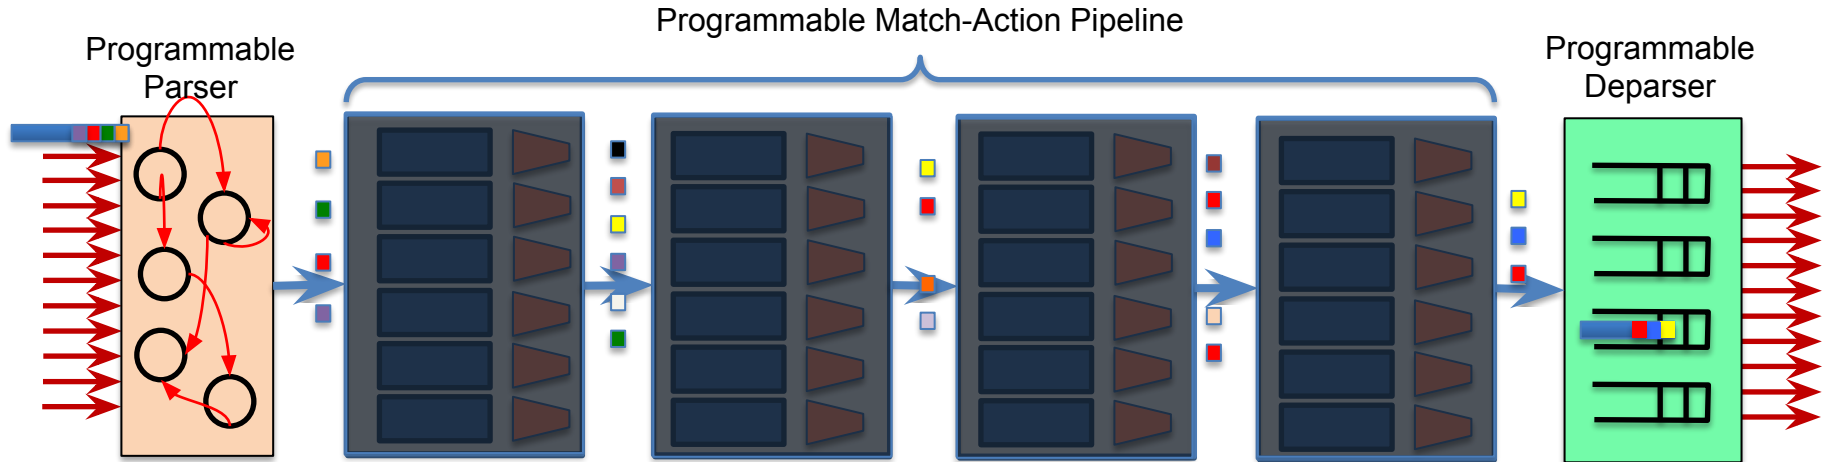 Programmable Match-Action Pipeline
Programmable
Parser
Programmable
Deparser